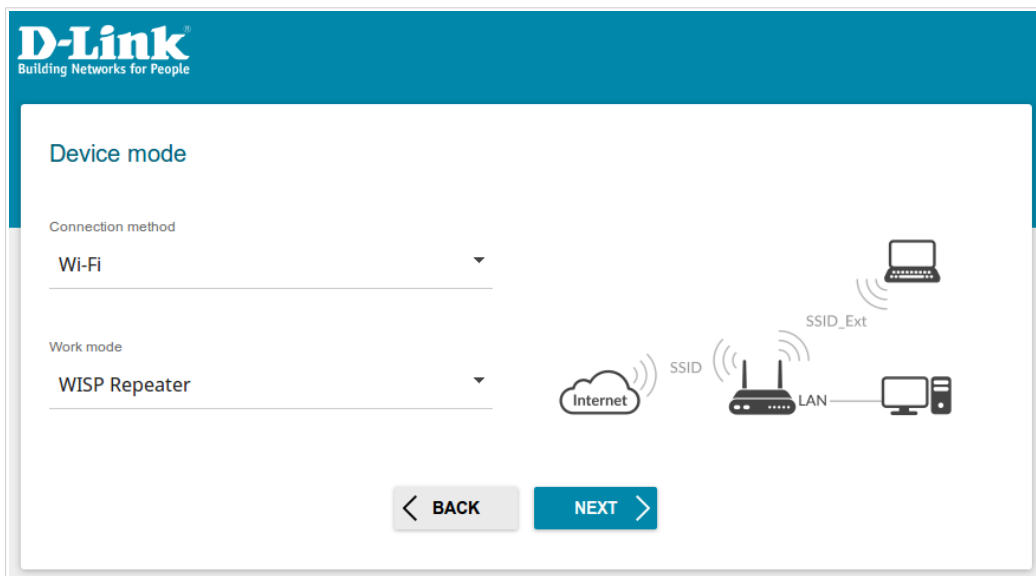 D-Link®
Building Networks for People
Device mode
Connection method
Wi-Fi
Work mode
WISP Repeater
SSID_Ext
SSID
Internet
LAN
BACK
NEXT